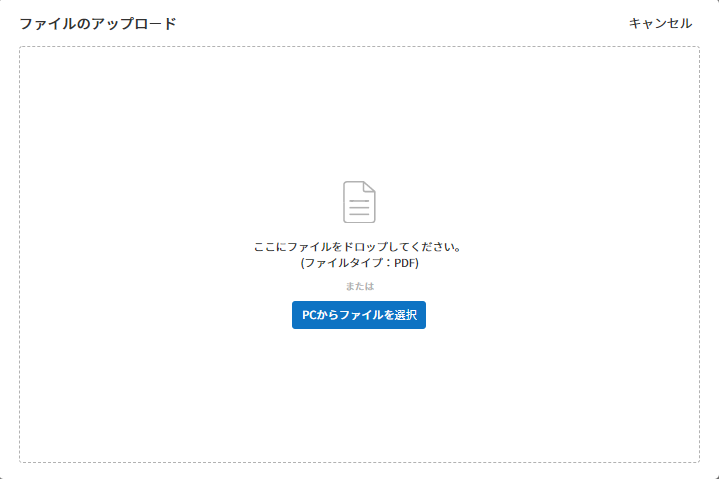 ファイルのアップロード
キャンセル
ここにファイルをドロップしてください。
(ファイルタイプ：PDF)
または
PCからファイルを選択